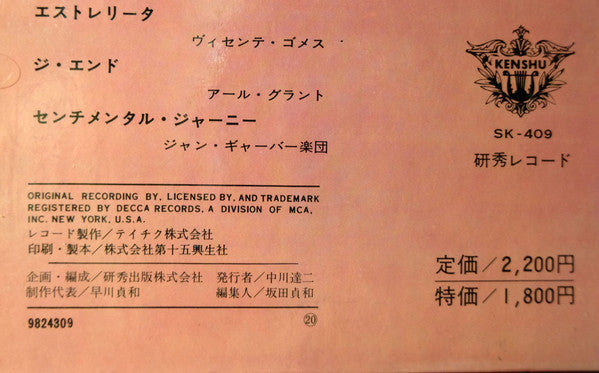 エストレリータ
ヴィセンテ・ゴメス
ジ・エンド
アール・グラント
センチメンタル・ジャーニー
ジャン・ギャーバー楽団
KENSHU
SK-409
研秀レコード
ORIGINAL RECORDING BY, LICENSED BY, AND TRADEMARK
REGISTERED BY DECCA RECORDS, A DIVISION OF MCA,
INC. NEW YORK, U.S.A.
レコード製作／テイチク株式会社
印刷・製本／株式会社第十五興生社
企画・編成／研秀出版株式会社 発行者／中川達二
制作代表／早川貞和 編集人／坂田貞和
定価／2,200円
特価／1,800円
9824309 ⑳